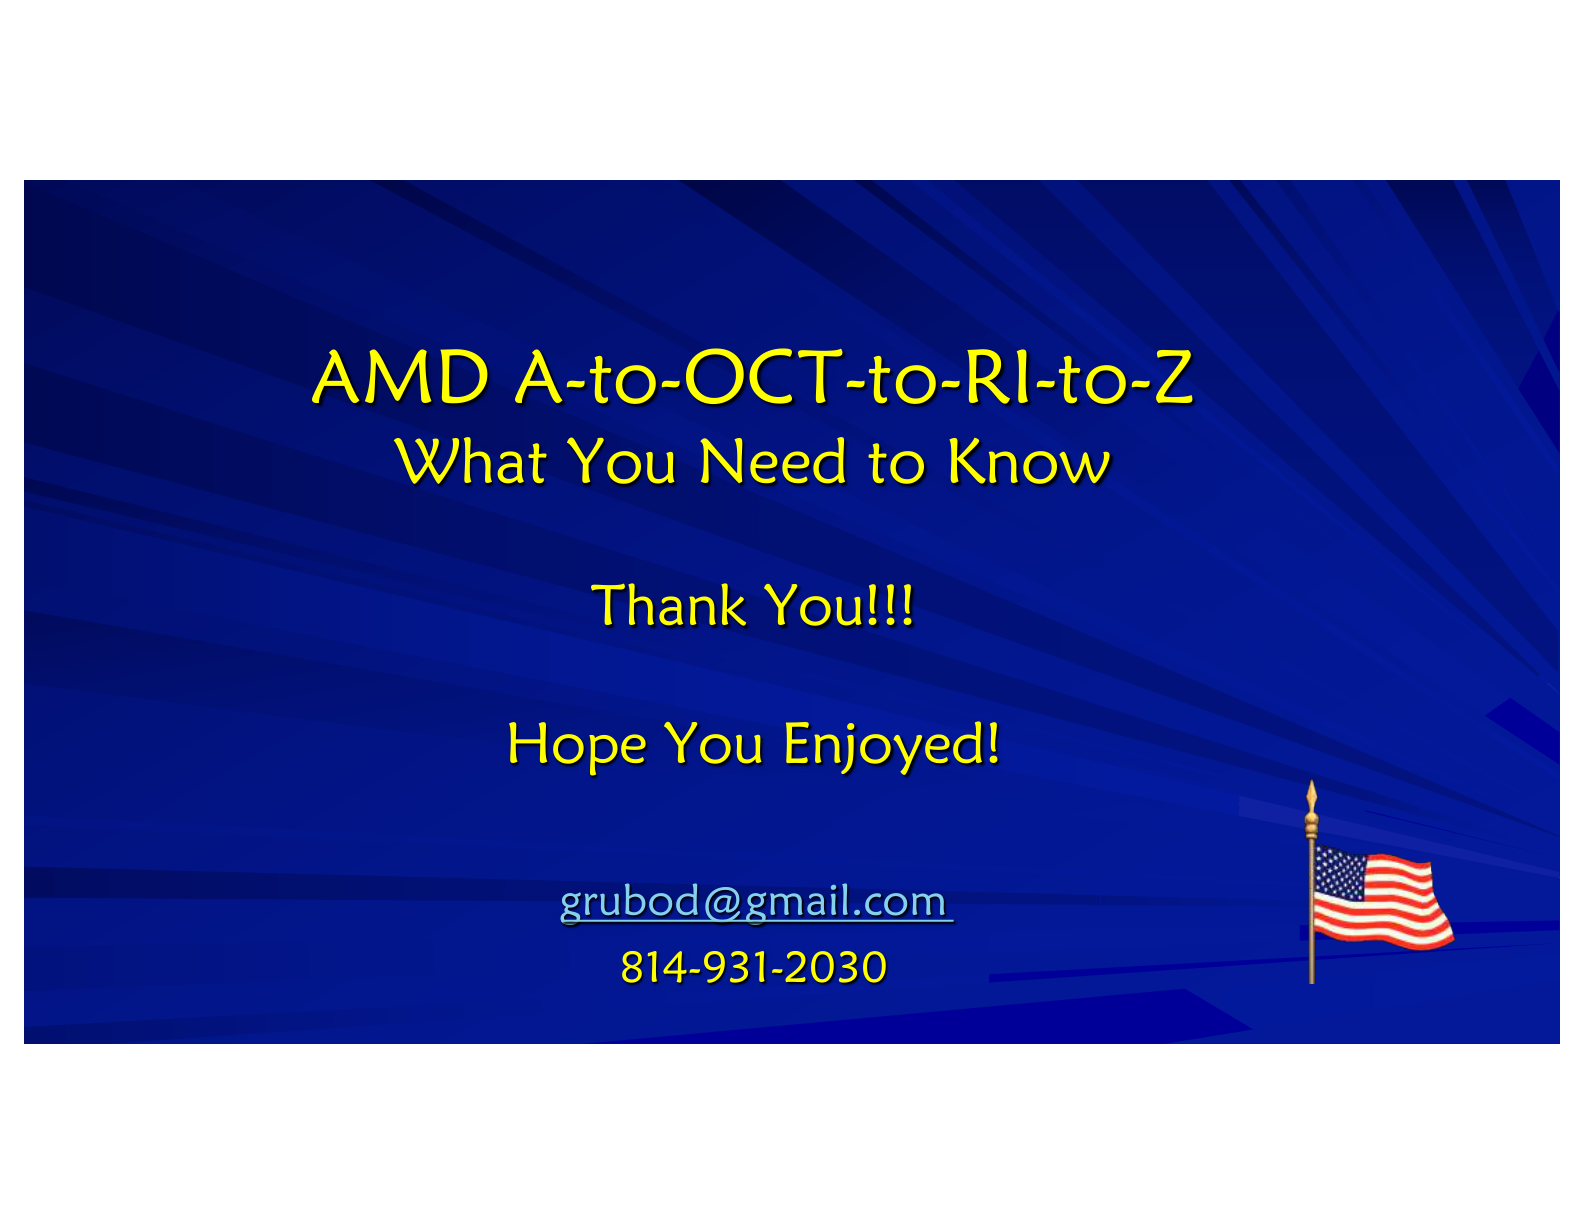 AMD A-to-OCT-to-RI-to-Z
What You Need to Know
Thank You!!!
Hope You Enjoyed!
grubod@gmail.com
814-931-2030